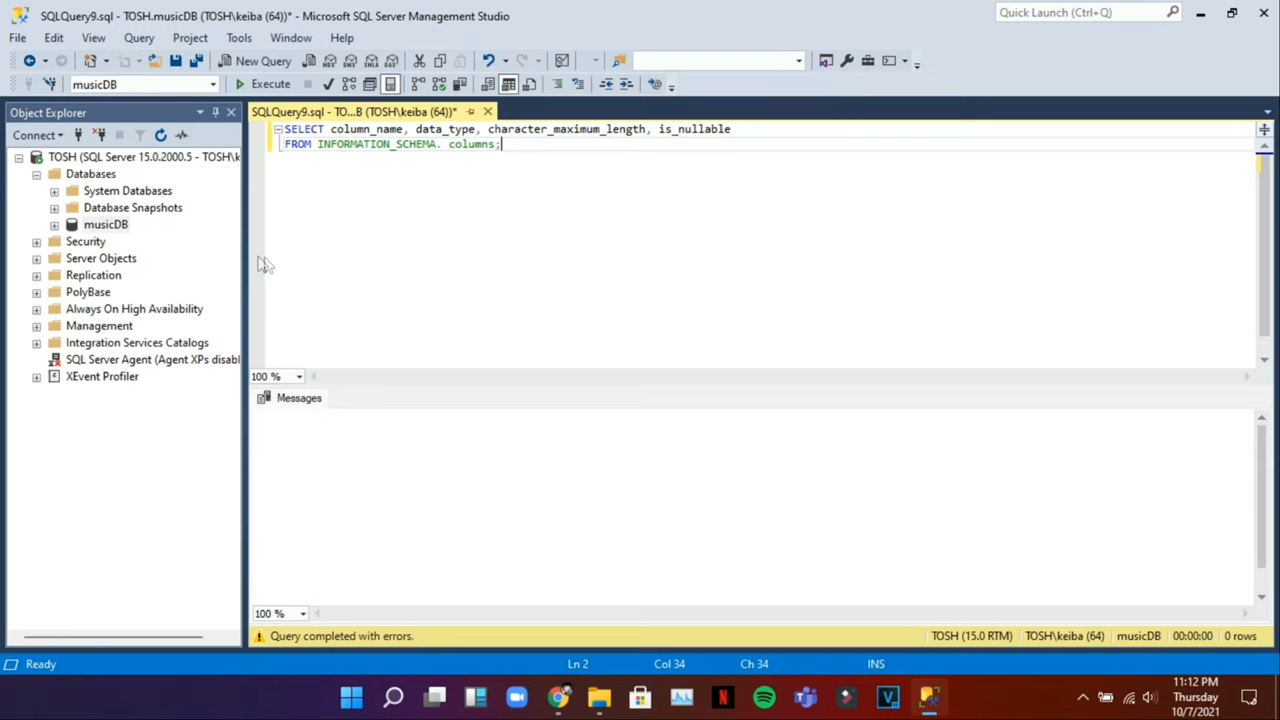 SQLQuery9.sql - TOSH.musicDB (TOSH\keiba (64))* - Microsoft SQL Server Management Studio
Quick Launch (Ctrl+Q)
File Edit View Query Project Tools Window Help
New Query
musicDB
Execute
Object Explorer
SQLQuery9.sql - TO...B (TOSH\keiba (64))*
Connect
TOSH (SQL Server 15.0.2000.5 - TOSH\k
Databases
System Databases
Database Snapshots
musicDB
Security
Server Objects
Replication
PolyBase
Always On High Availability
Management
Integration Services Catalogs
SQL Server Agent (Agent XPs disabl
XEvent Profiler
SELECT column_name, data_type, character_maximum_length, is_nullable
FROM INFORMATION_SCHEMA. columns;
100 %
Messages
100 %
Query completed with errors.
TOSH (15.0 RTM) TOSH\keiba (64) musicDB 00:00:00 0 rows
Ready Ln 2 Col 34 Ch 34 INS
11:12 PM
Thursday
10/7/2021